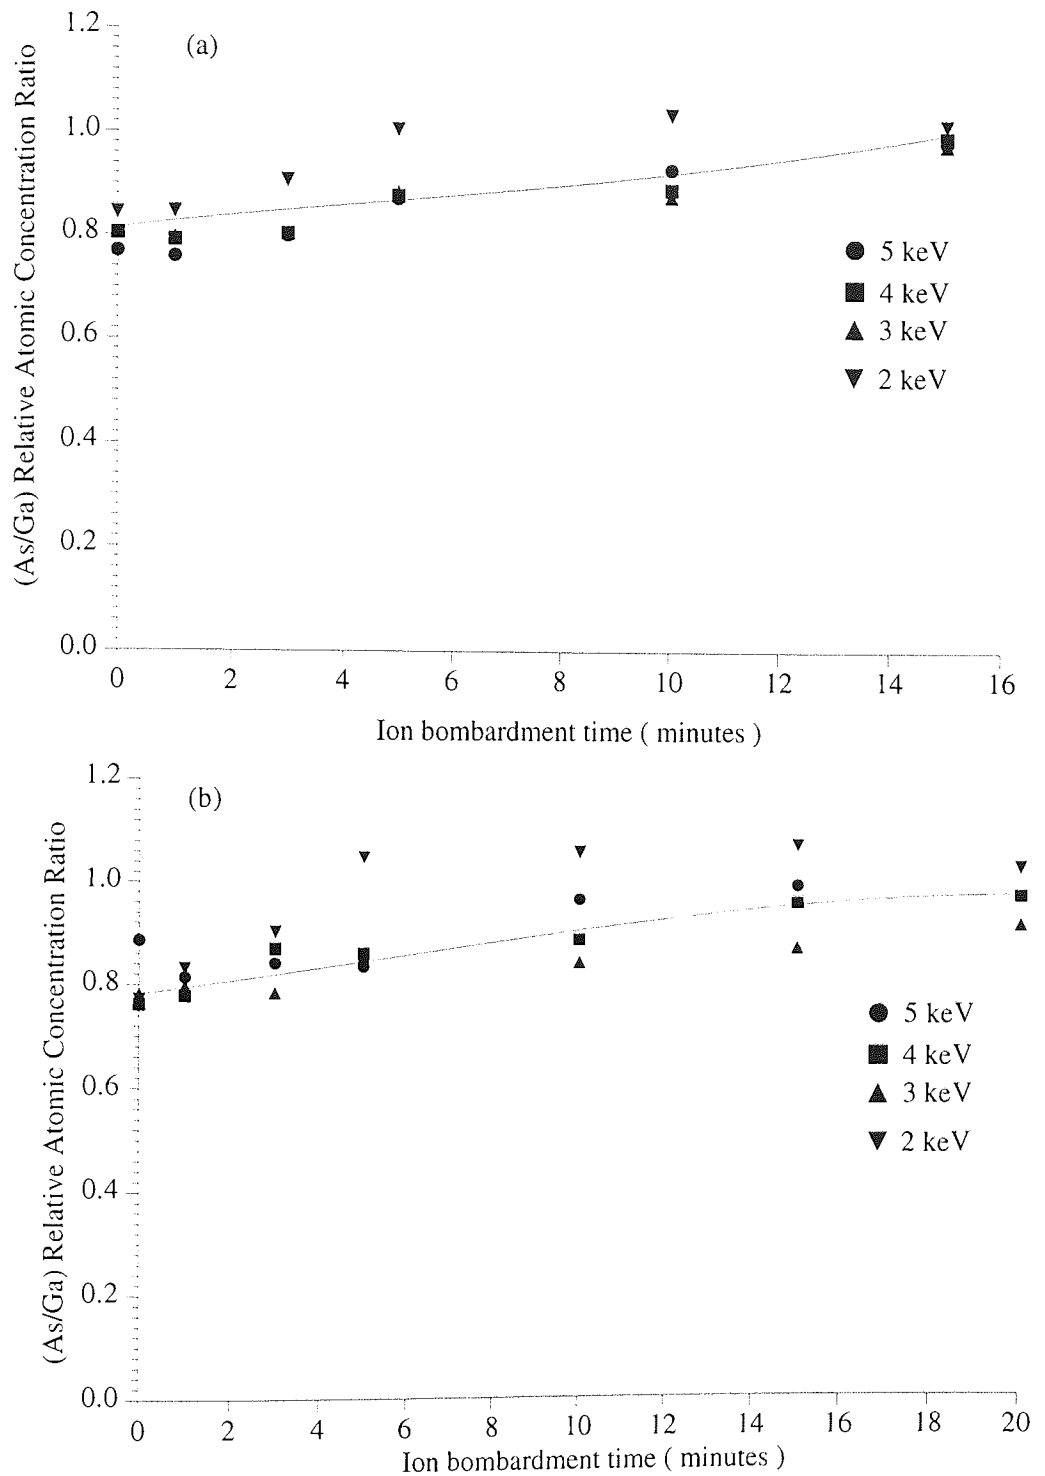 (As/Ga) Relative Atomic Concentration Ratio
1.2
1.0
0.8
0.6
0.4
0.2
0.0
(a)
5 keV
4 keV
3 keV
2 keV
0 2 4 6 8 10 12 14 16
Ion bombardment time ( minutes )
(As/Ga) Relative Atomic Concentration Ratio
1.2
1.0
0.8
0.6
0.4
0.2
0.0
(b)
5 keV
4 keV
3 keV
2 keV
0 2 4 6 8 10 12 14 16 18 20
Ion bombardment time ( minutes )